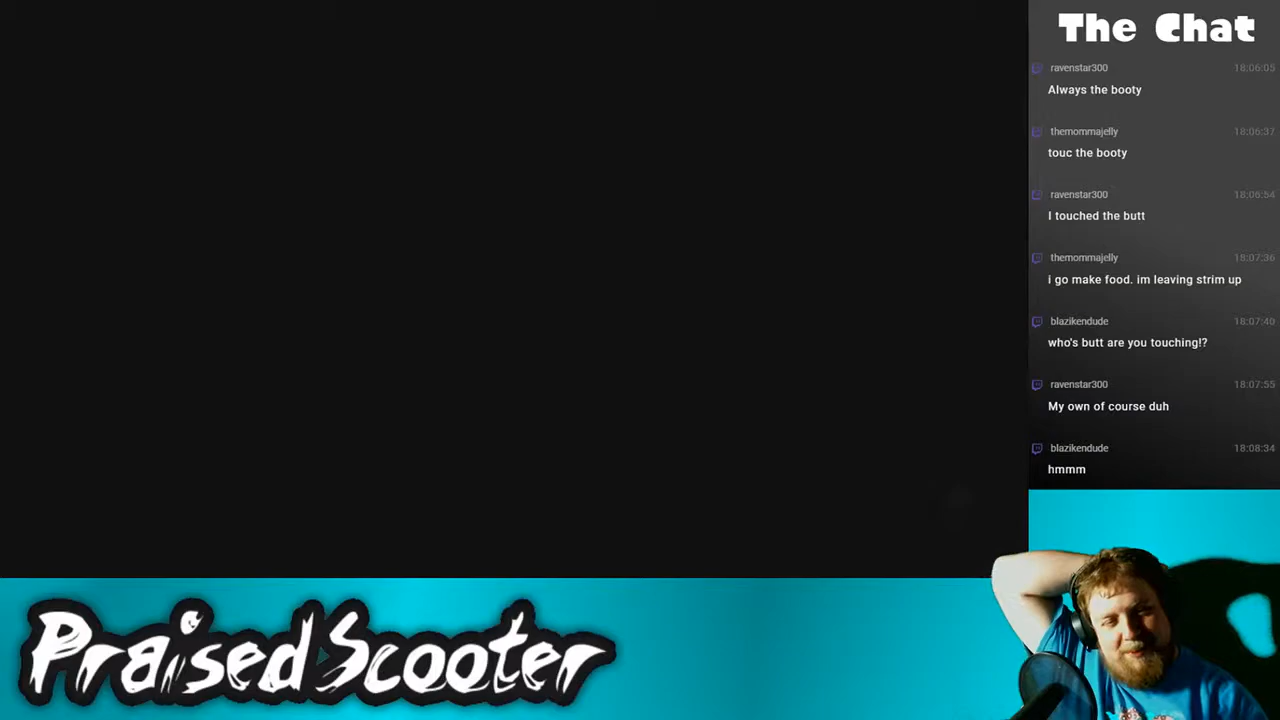 The Chat
ravenstar300 18:06:05
Always the booty
themommajelly 18:06:37
touc the booty
ravenstar300 18:06:54
I touched the butt
themommajelly 18:07:36
i go make food. im leaving strim up
blazikendude 18:07:40
who's butt are you touching!?
ravenstar300 18:07:55
My own of course duh
blazikendude 18:08:34
hmmm
PraisedScooter